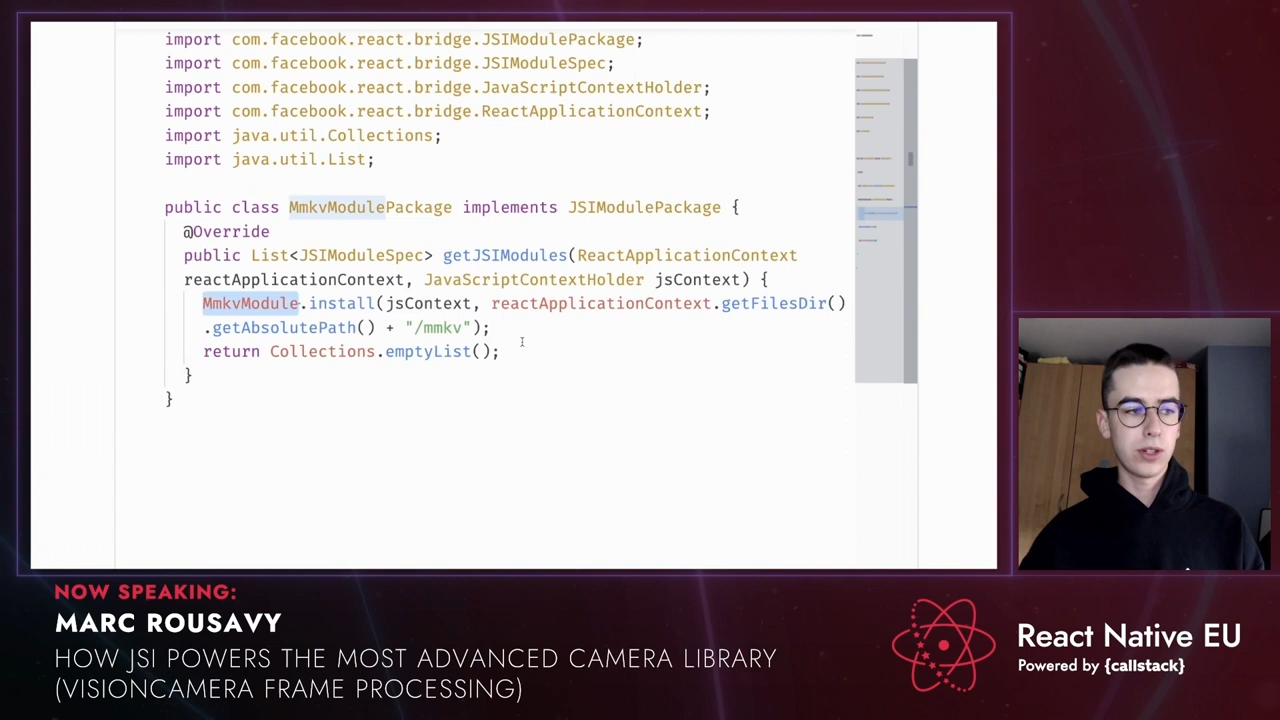 import com.facebook.react.bridge.JSIModulePackage;
import com.facebook.react.bridge.JSIModuleSpec;
import com.facebook.react.bridge.JavaScriptContextHolder;
import com.facebook.react.bridge.ReactApplicationContext;
import java.util.Collections;
import java.util.List;
public class MmkvModulePackage implements JSIModulePackage {
@Override
public List<JSIModuleSpec> getJSIModules(ReactApplicationContext
reactApplicationContext, JavaScriptContextHolder jsContext) {
MmkvModule.install(jsContext, reactApplicationContext.getFilesDir()
.getAbsolutePath() + "/mmkv");
return Collections.emptyList();
}
}
NOW SPEAKING:
MARC ROUSAVY
HOW JSI POWERS THE MOST ADVANCED CAMERA LIBRARY
(VISIONCAMERA FRAME PROCESSING)
React Native EU
Powered by {callstack}